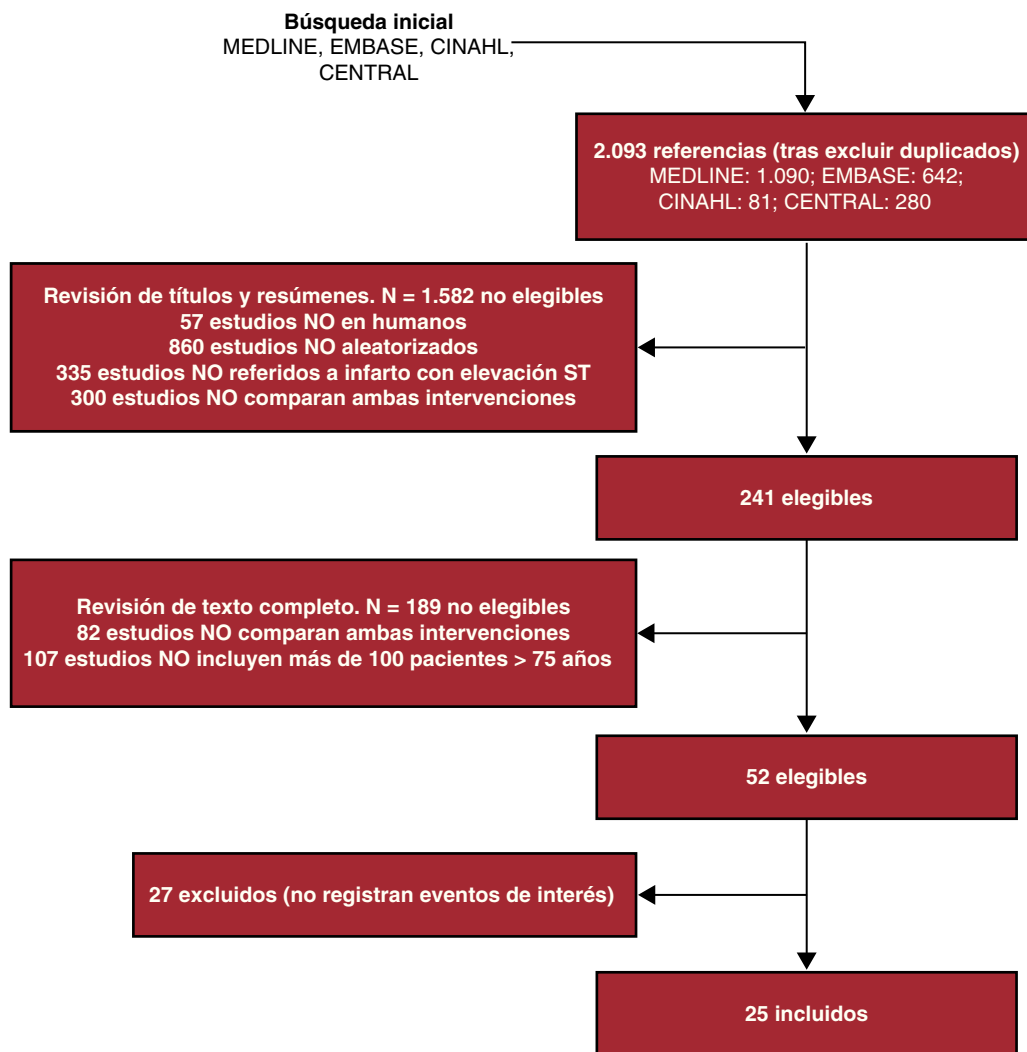 Búsqueda inicial
MEDLINE, EMBASE, CINAHL,
CENTRAL
2.093 referencias (tras excluir duplicados)
MEDLINE: 1.090; EMBASE: 642;
CINAHL: 81; CENTRAL: 280
Revisión de títulos y resúmenes. N = 1.582 no elegibles
57 estudios NO en humanos
860 estudios NO aleatorizados
335 estudios NO referidos a infarto con elevación ST
300 estudios NO comparan ambas intervenciones
241 elegibles
Revisión de texto completo. N = 189 no elegibles
82 estudios NO comparan ambas intervenciones
107 estudios NO incluyen más de 100 pacientes > 75 años
52 elegibles
27 excluidos (no registran eventos de interés)
25 incluidos